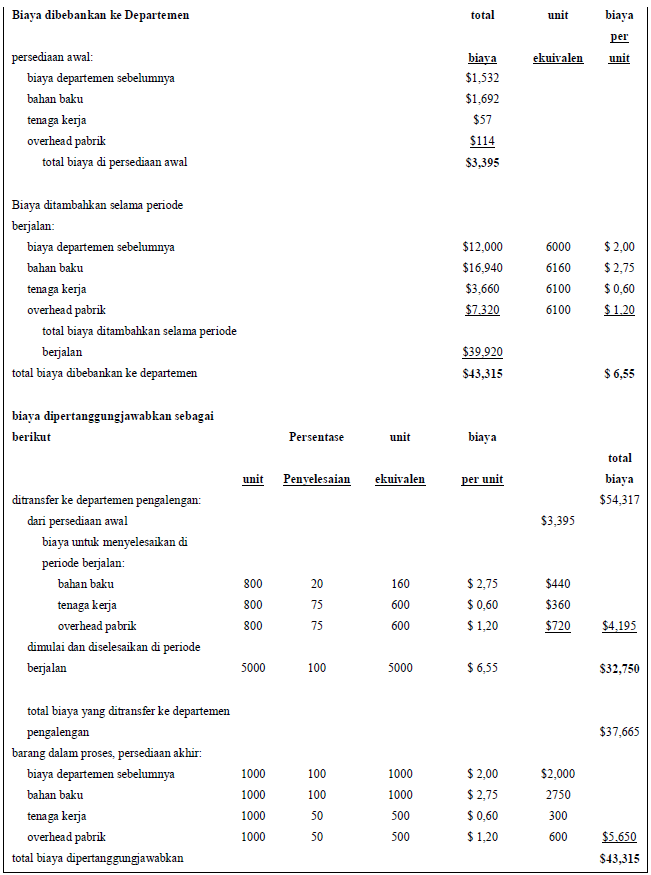 Biaya dibebankan ke Departemen total unit biaya
per
persediaan awal: biaya ekuivalen unit
biaya departemen sebelumnya $1,532
bahan baku $1,692
tenaga kerja $57
overhead pabrik $114
total biaya di persediaan awal $3,395
Biaya ditambahkan selama periode
berjalan:
biaya departemen sebelumnya $12,000 6000 $ 2,00
bahan baku $16,940 6160 $ 2,75
tenaga kerja $3,660 6100 $ 0,60
overhead pabrik $7,320 6100 $ 1,20
total biaya ditambahkan selama periode
berjalan $39,920
total biaya dibebankan ke departemen $43,315 $ 6,55
biaya dipertanggungjawabkan sebagai
berikut Persentase unit biaya
total
unit Penyelesaian ekuivalen per unit biaya
ditransfer ke departemen pengalengan: $54,317
dari persediaan awal $3,395
biaya untuk menyelesaikan di
periode berjalan:
bahan baku 800 20 160 $ 2,75 $440
tenaga kerja 800 75 600 $ 0,60 $360
overhead pabrik 800 75 600 $ 1,20 $720 $4,195
dimulai dan diselesaikan di periode
berjalan 5000 100 5000 $ 6,55 $32,750
total biaya yang ditransfer ke departemen
pengalengan $37,665
barang dalam proses, persediaan akhir:
biaya departemen sebelumnya 1000 100 1000 $ 2,00 $2,000
bahan baku 1000 100 1000 $ 2,75 2750
tenaga kerja 1000 50 500 $ 0,60 300
overhead pabrik 1000 50 500 $ 1,20 600 $5,650
total biaya dipertanggungjawabkan $43,315